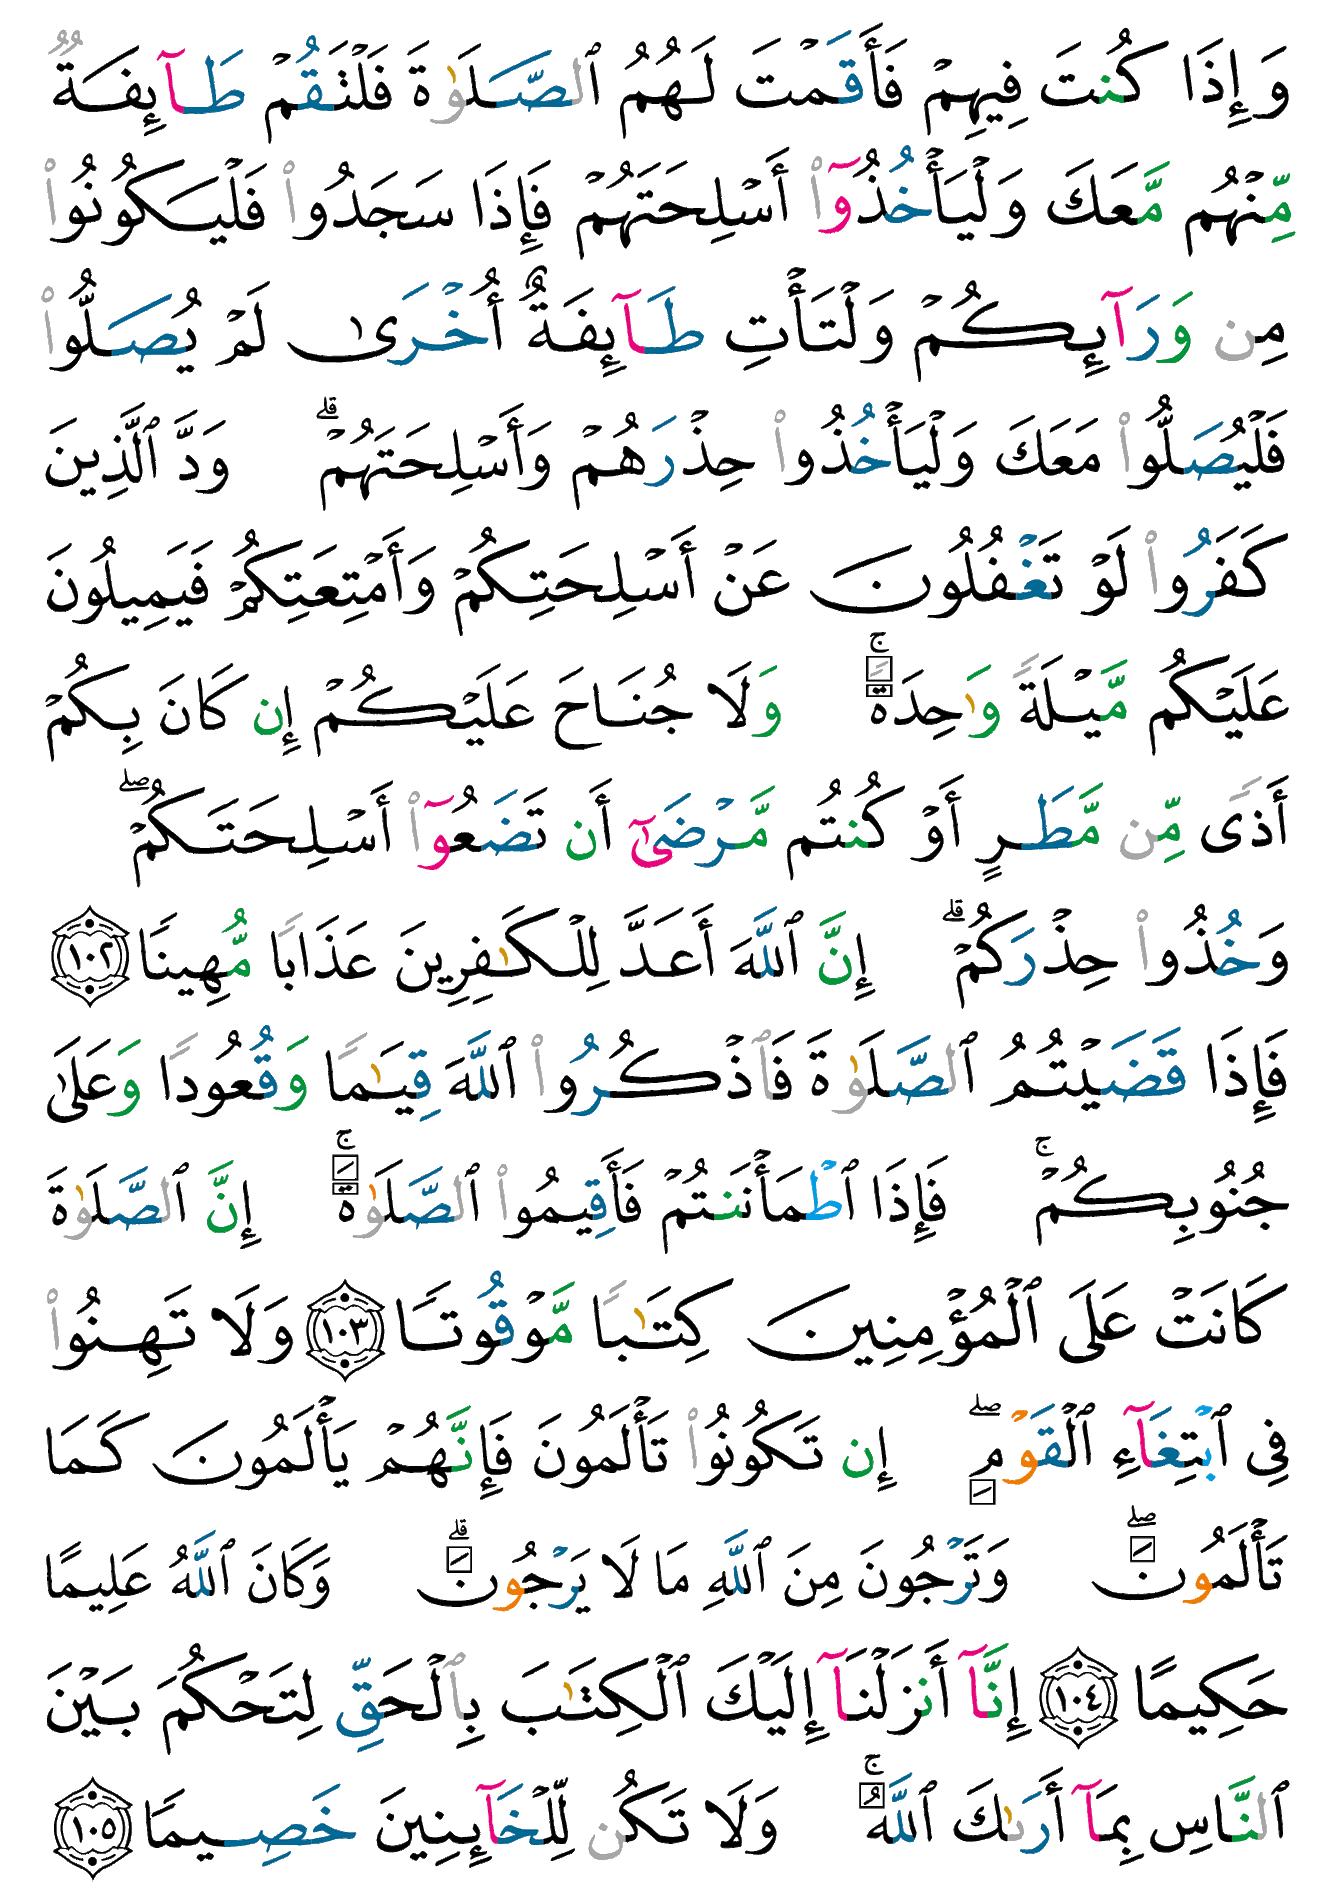 وَإِذَا كُنتَ فِيهِمْ فَأَقَمْتَ لَهُمُ ٱلصَّلَوٰةَ فَلْتَقُمْ طَآئِفَةٌ
مِّنْهُم مَّعَكَ وَلْيَأْخُذُوٓا۟ أَسْلِحَتَهُمْ فَإِذَا سَجَدُوا۟ فَلْيَكُونُوا۟
مِن وَرَآئِكُمْ وَلْتَأْتِ طَآئِفَةٌ أُخْرَىٰ لَمْ يُصَلُّوا۟
فَلْيُصَلُّوا۟ مَعَكَ وَلْيَأْخُذُوا۟ حِذْرَهُمْ وَأَسْلِحَتَهُمْ ۗ وَدَّ ٱلَّذِينَ
كَفَرُوا۟ لَوْ تَغْفُلُونَ عَنْ أَسْلِحَتِكُمْ وَأَمْتِعَتِكُمْ فَيَمِيلُونَ
عَلَيْكُم مَّيْلَةً وَٰحِدَةً ۚ وَلَا جُنَاحَ عَلَيْكُمْ إِن كَانَ بِكُمْ
أَذًى مِّن مَّطَرٍ أَوْ كُنتُم مَّرْضَىٰٓ أَن تَضَعُوٓا۟ أَسْلِحَتَكُمْ ۖ
وَخُذُوا۟ حِذْرَكُمْ ۗ إِنَّ ٱللَّهَ أَعَدَّ لِلْكَـٰفِرِينَ عَذَابًا مُّهِينًا ١٠٢
فَإِذَا قَضَيْتُمُ ٱلصَّلَوٰةَ فَٱذْكُرُوا۟ ٱللَّهَ قِيَـٰمًا وَقُعُودًا وَعَلَىٰ
جُنُوبِكُمْ ۚ فَإِذَا ٱطْمَأْنَنتُمْ فَأَقِيمُوا۟ ٱلصَّلَوٰةَ ۚ إِنَّ ٱلصَّلَوٰةَ
كَانَتْ عَلَى ٱلْمُؤْمِنِينَ كِتَـٰبًا مَّوْقُوتًا ١٠٣ وَلَا تَهِنُوا۟
فِى ٱبْتِغَآءِ ٱلْقَوْمِ ۖ إِن تَكُونُوا۟ تَأْلَمُونَ فَإِنَّهُمْ يَأْلَمُونَ كَمَا
تَأْلَمُونَ ۖ وَتَرْجُونَ مِنَ ٱللَّهِ مَا لَا يَرْجُونَ ۗ وَكَانَ ٱللَّهُ عَلِيمًا
حَكِيمًا ١٠٤ إِنَّآ أَنزَلْنَآ إِلَيْكَ ٱلْكِتَـٰبَ بِٱلْحَقِّ لِتَحْكُمَ بَيْنَ
ٱلنَّاسِ بِمَآ أَرَىٰكَ ٱللَّهُ ۚ وَلَا تَكُن لِّلْخَآئِنِينَ خَصِيمًا ١٠٥